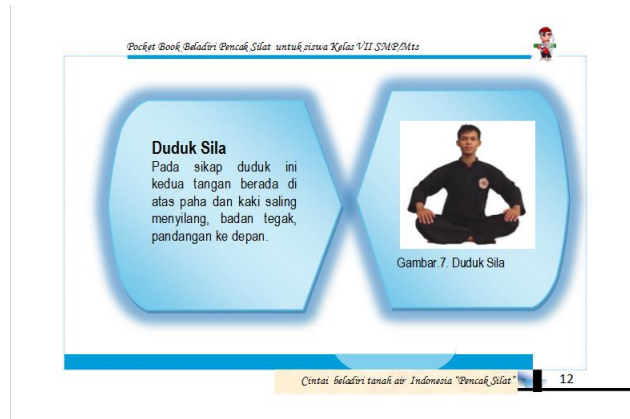 Pocket Book Beladiri Pencak Silat untuk siswa Kelas VII SMP/Mts
Duduk Sila
Pada sikap duduk ini
kedua tangan berada di
atas paha dan kaki saling
menyilang, badan tegak,
pandangan ke depan.
Gambar.7. Duduk Sila
Cintai beladiri tanah air Indonesia "Pencak Silat"
12